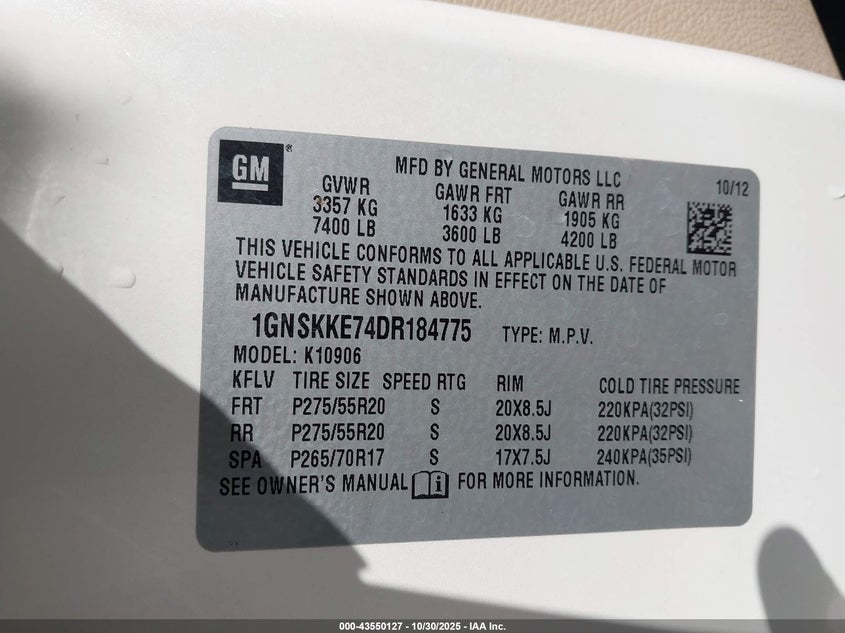 GM ®
MFD BY GENERAL MOTORS LLC
10/12
GVWR GAWR FRT GAWR RR
3357 KG 1633 KG 1905 KG
7400 LB 3600 LB 4200 LB
THIS VEHICLE CONFORMS TO ALL APPLICABLE U.S. FEDERAL MOTOR
VEHICLE SAFETY STANDARDS IN EFFECT ON THE DATE OF
MANUFACTURE SHOWN ABOVE.
1GNSKKE74DR184775 TYPE: M.P.V.
MODEL: K10906
KFLV TIRE SIZE SPEED RTG RIM COLD TIRE PRESSURE
FRT P275/55R20 S 20X8.5J 220KPA(32PSI)
RR P275/55R20 S 20X8.5J 220KPA(32PSI)
SPA P265/70R17 S 17X7.5J 240KPA(35PSI)
SEE OWNER'S MANUAL i FOR MORE INFORMATION.
000-43550127 - 10/30/2025 - IAA Inc.